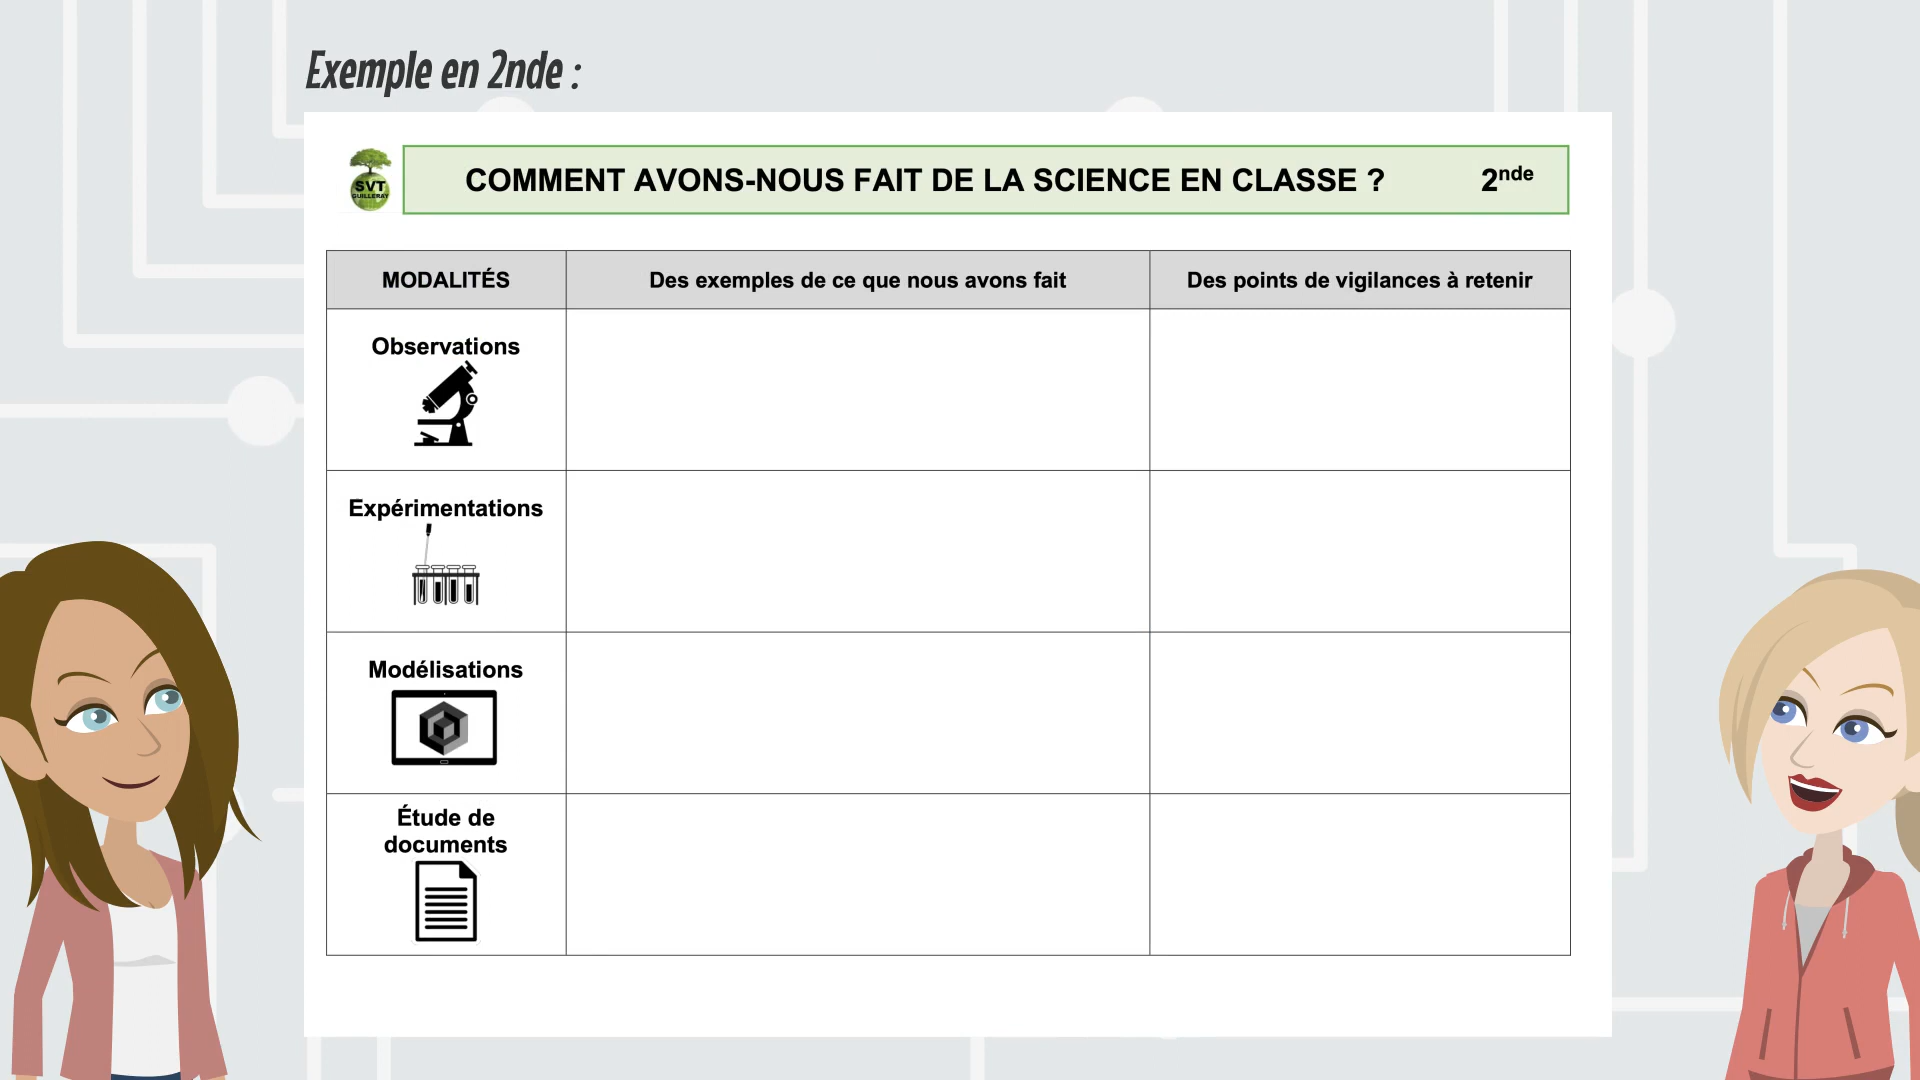 Exemple en 2nde :
SVT
GUILLERAY
COMMENT AVONS-NOUS FAIT DE LA SCIENCE EN CLASSE ? 2nde
MODALITÉS
Des exemples de ce que nous avons fait
Des points de vigilances à retenir
Observations
Expérimentations
Modélisations
Étude de
documents